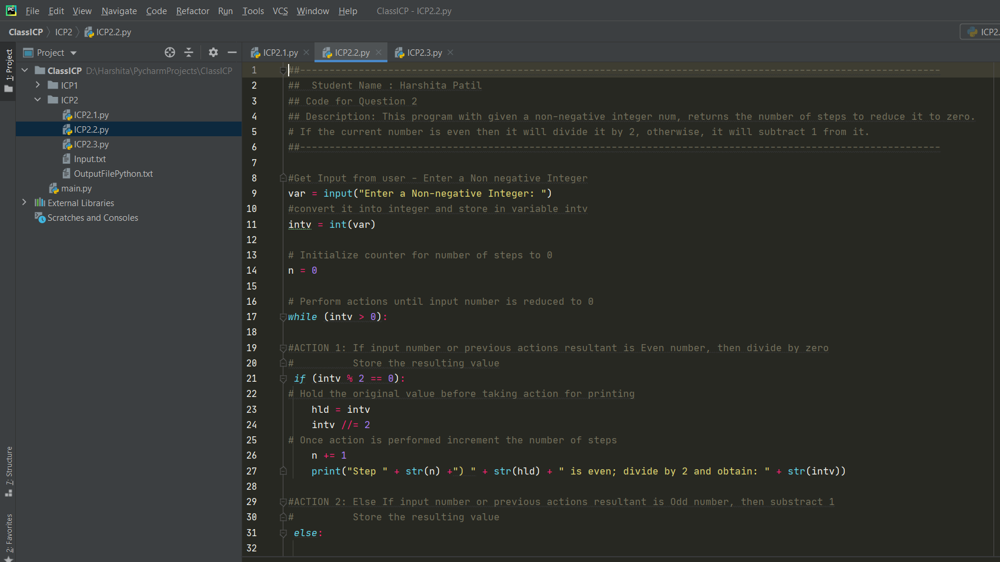 PC File Edit View Navigate Code Refactor Run Tools VCS Window Help ClassICP - ICP2.2.py
ClassICP ICP2 ICP2.2.py ICP2.
1: Project
Project
ClassICP D:\Harshita\PycharmProjects\ClassICP
ICP1
ICP2
ICP2.1.py
ICP2.2.py
ICP2.3.py
Input.txt
OutputFilePython.txt
main.py
External Libraries
Scratches and Consoles
7: Structure
2: Favorites
ICP2.1.py ICP2.2.py ICP2.3.py
1 ##-------------------------------------------------------------------------------------------------------------
2 ##  Student Name : Harshita Patil
3 ## Code for Question 2
4 ## Description: This program with given a non-negative integer num, returns the number of steps to reduce it to zero.
5 # If the current number is even then it will divide it by 2, otherwise, it will subtract 1 from it.
6 ##-------------------------------------------------------------------------------------------------------------
7
8 #Get Input from user - Enter a Non negative Integer
9 var = input("Enter a Non-negative Integer: ")
10 #convert it into integer and store in variable intv
11 intv = int(var)
12
13 # Initialize counter for number of steps to 0
14 n = 0
15
16 # Perform actions until input number is reduced to 0
17 while (intv > 0):
18
19 #ACTION 1: If input number or previous actions resultant is Even number, then divide by zero
20 #          Store the resulting value
21  if (intv % 2 == 0):
22 # Hold the original value before taking action for printing
23     hld = intv
24     intv //= 2
25 # Once action is performed increment the number of steps
26     n += 1
27     print("Step " + str(n) +") " + str(hld) + " is even; divide by 2 and obtain: " + str(intv))
28
29 #ACTION 2: Else If input number or previous actions resultant is Odd number, then substract 1
30 #          Store the resulting value
31  else:
32